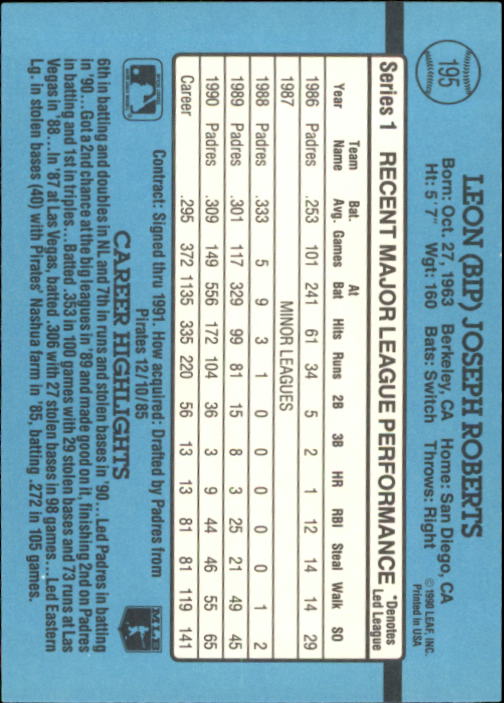 195
LEON (BIP) JOSEPH ROBERTS
Born: Oct. 27, 1963 Berkeley, CA Home: San Diego, CA
Ht: 5' 7" Wgt: 160 Bats: Switch Throws: Right
© 1990 LEAF, INC.
Printed in USA
Series 1 RECENT MAJOR LEAGUE PERFORMANCE *Denotes Led League
Year Team Name Bat. Avg. Games At Bat Hits Runs 2B 3B HR RBI Steal Walk SO
1986 Padres .253 101 241 61 34 5 2 1 12 14 14 29
1987 MINOR LEAGUES
1988 Padres .333 5 9 3 1 0 0 0 0 0 1 2
1989 Padres .301 117 329 99 81 15 8 3 25 21 49 45
1990 Padres .309 149 556 172 104 36 3 9 44 46 55 65
Career .295 372 1135 335 220 56 13 13 81 81 119 141
Contract: Signed thru 1991. How acquired: Drafted by Padres from
Pirates 12/10/85
MLB
CAREER HIGHLIGHTS
6th in batting and doubles in NL and 7th in runs and stolen bases in '90...Led Padres in batting
in '90...Got a 2nd chance at the big leagues in '89 and made good on it, finishing 2nd on Padres
in batting and 1st in triples...Batted .353 in 100 games with 29 stolen bases and 73 runs at Las
Vegas in '88...In '87 at Las Vegas, batted .306 with 27 stolen bases in 98 games...Led Eastern
Lg. in stolen bases (40) with Pirates' Nashua farm in '85, batting .272 in 105 games.